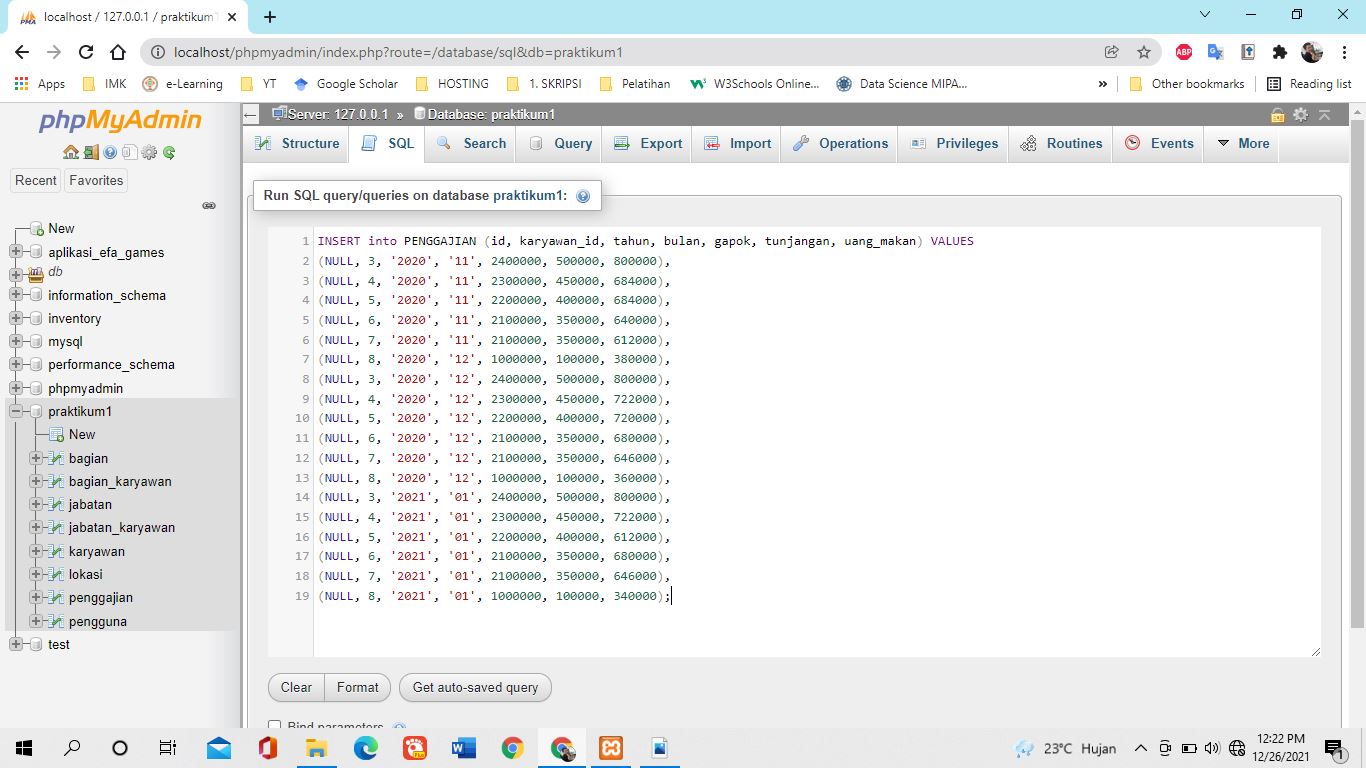 localhost / 127.0.0.1 / praktikum1
localhost/phpmyadmin/index.php?route=/database/sql&db=praktikum1
Apps IMK e-Learning YT Google Scholar HOSTING 1. SKRIPSI Pelatihan W3Schools Online... Data Science MIPA... » Other bookmarks Reading list
phpMyAdmin
Recent Favorites
New
aplikasi_efa_games
db
information_schema
inventory
mysql
performance_schema
phpmyadmin
praktikum1
New
bagian
bagian_karyawan
jabatan
jabatan_karyawan
karyawan
lokasi
penggajian
pengguna
test
Server: 127.0.0.1 » Database: praktikum1
Structure SQL Search Query Export Import Operations Privileges Routines Events More
Run SQL query/queries on database praktikum1:
1 INSERT into PENGGAJIAN (id, karyawan_id, tahun, bulan, gapok, tunjangan, uang_makan) VALUES
2 (NULL, 3, '2020', '11', 2400000, 500000, 800000),
3 (NULL, 4, '2020', '11', 2300000, 450000, 684000),
4 (NULL, 5, '2020', '11', 2200000, 400000, 684000),
5 (NULL, 6, '2020', '11', 2100000, 350000, 640000),
6 (NULL, 7, '2020', '11', 2100000, 350000, 612000),
7 (NULL, 8, '2020', '12', 1000000, 100000, 380000),
8 (NULL, 3, '2020', '12', 2400000, 500000, 800000),
9 (NULL, 4, '2020', '12', 2300000, 450000, 722000),
10 (NULL, 5, '2020', '12', 2200000, 400000, 720000),
11 (NULL, 6, '2020', '12', 2100000, 350000, 680000),
12 (NULL, 7, '2020', '12', 2100000, 350000, 646000),
13 (NULL, 8, '2020', '12', 1000000, 100000, 360000),
14 (NULL, 3, '2021', '01', 2400000, 500000, 800000),
15 (NULL, 4, '2021', '01', 2300000, 450000, 722000),
16 (NULL, 5, '2021', '01', 2200000, 400000, 612000),
17 (NULL, 6, '2021', '01', 2100000, 350000, 680000),
18 (NULL, 7, '2021', '01', 2100000, 350000, 646000),
19 (NULL, 8, '2021', '01', 1000000, 100000, 340000);
Clear Format Get auto-saved query
Bind parameters
23°C Hujan
12:22 PM
12/26/2021
1